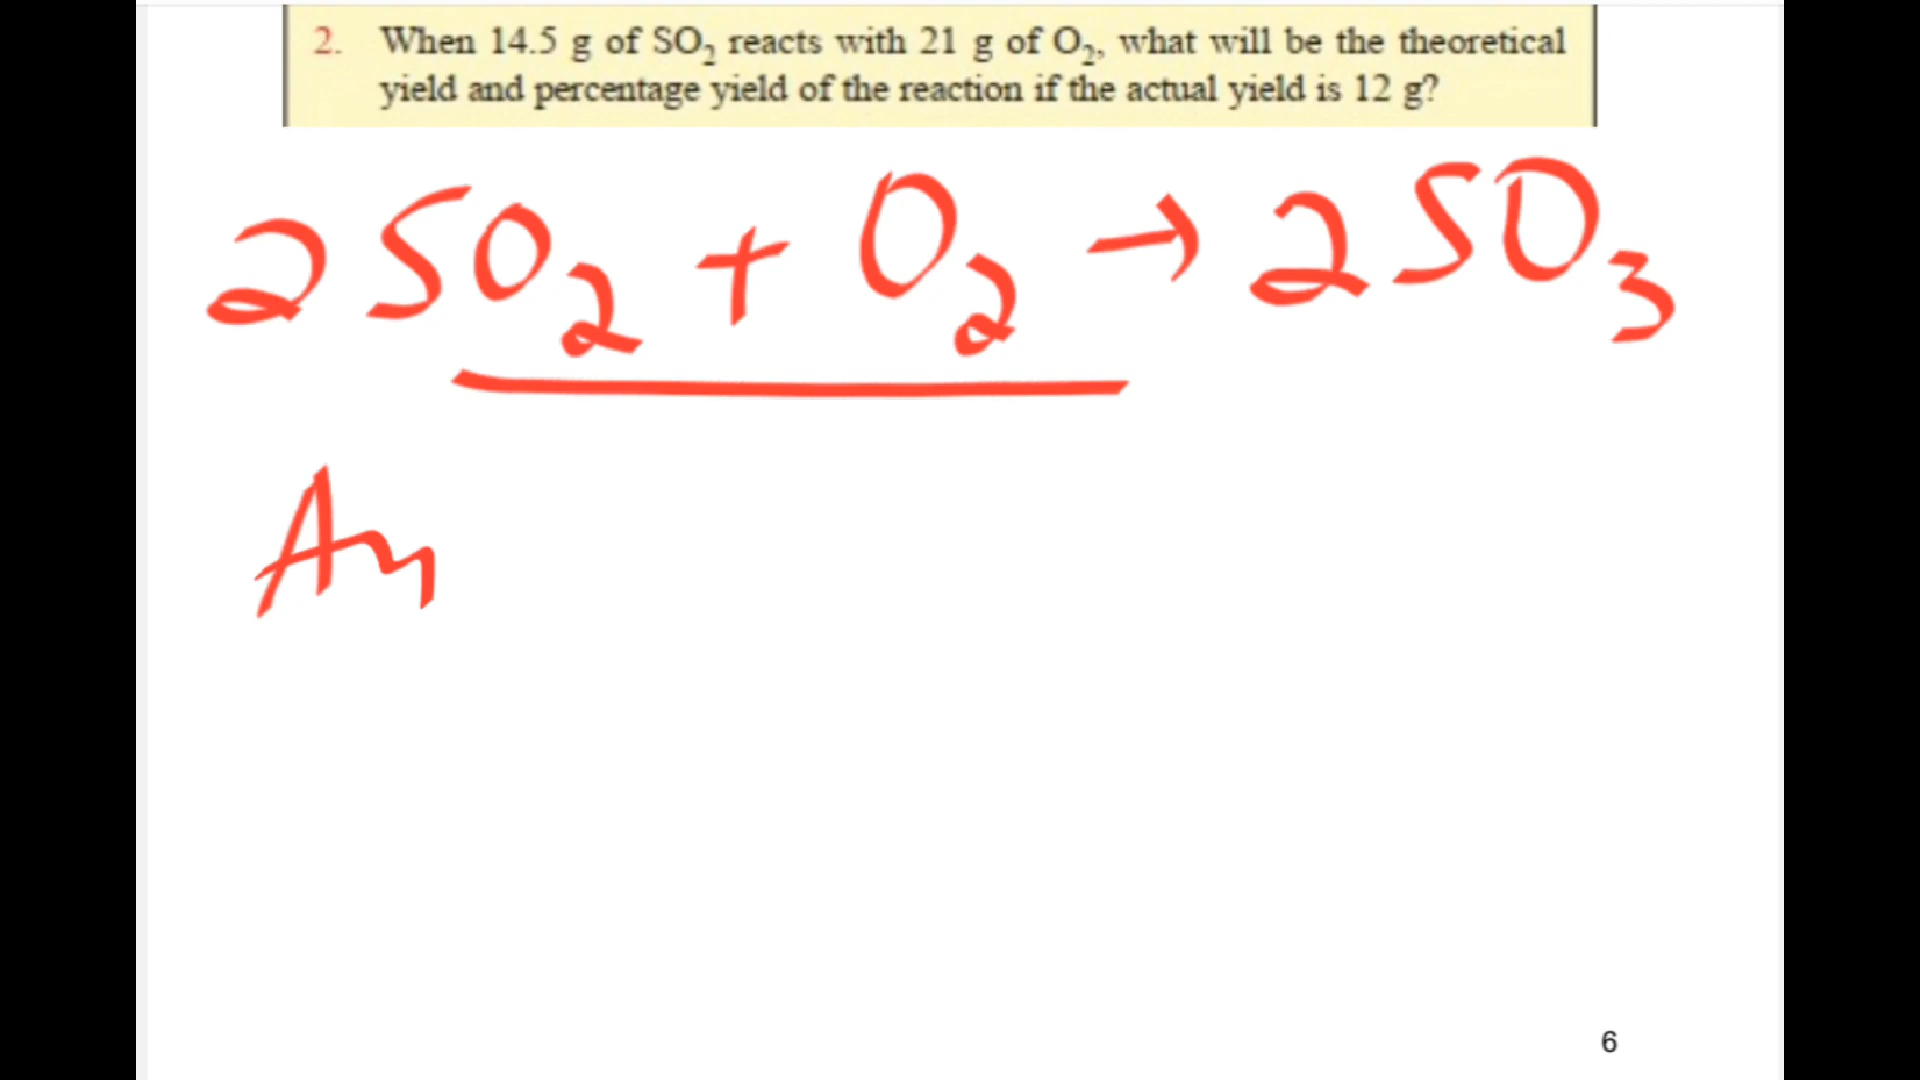 2. When 14.5 g of SO₂ reacts with 21 g of O₂, what will be the theoretical
yield and percentage yield of the reaction if the actual yield is 12 g?
2SO₂ + O₂ → 2SO₃
6